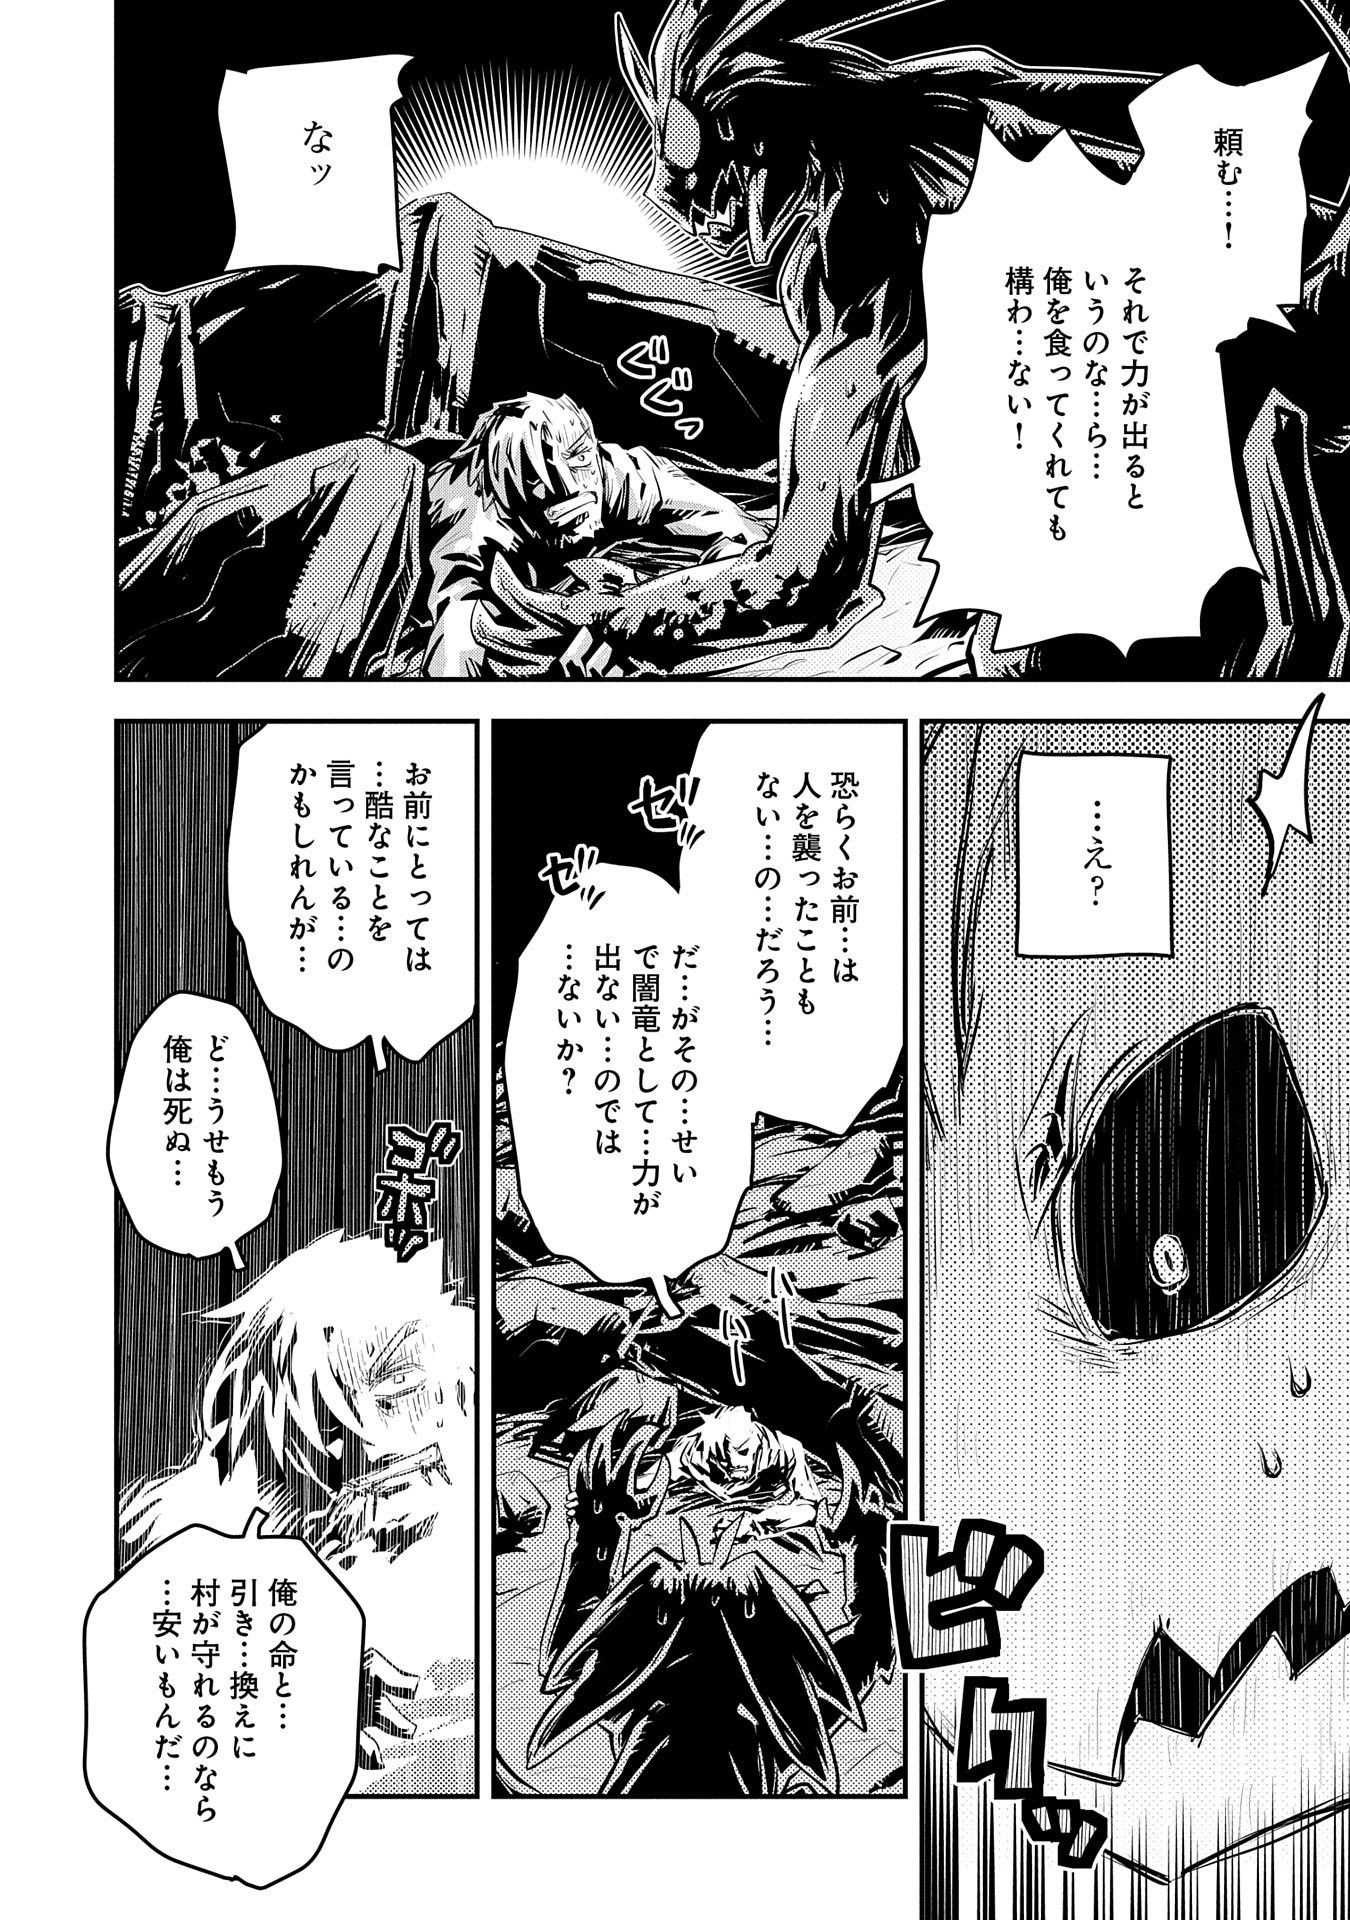 頼む…！
それで力が出ると
いうのな…ら…
俺を食ってくれても
構わ…ない！
なッ
ぐぐっ
…え？
ビクッ
恐らくお前…は
人を襲ったことも
ない…の…だろう…
だ…がその…せい
で闇竜として…力が
出ない…のでは
…ないか？
ゼェ
ゼェ
お前にとっては
…酷なことを
言っている…の
かもしれんが…
ど…うせもう
俺は死ぬ…
俺の命と…
引き…換えに
村が守れるのなら
…安いもんだ…